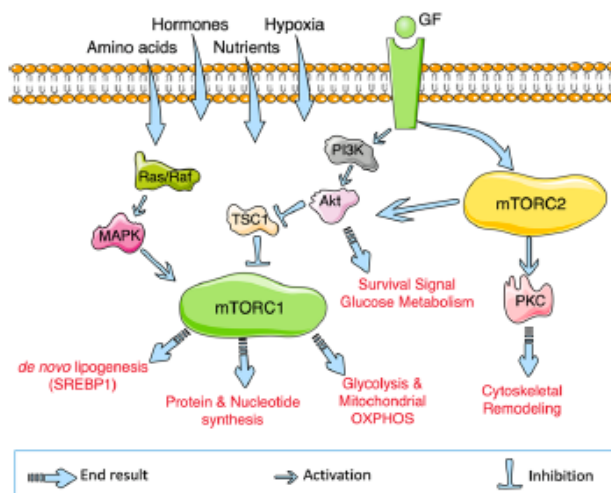 Hormones
Hypoxia
GF
Amino acids
Nutrients
PI3K
Ras/Raf
Akt
TSC1
mTORC2
MAPK
Survival Signal
Glucose Metabolism
PKC
mTORC1
de novo lipogenesis
(SREBP1)
Protein & Nucleotide
synthesis
Glycolysis &
Mitochondrial
OXPHOS
Cytoskeletal
Remodeling
End result
Activation
Inhibition